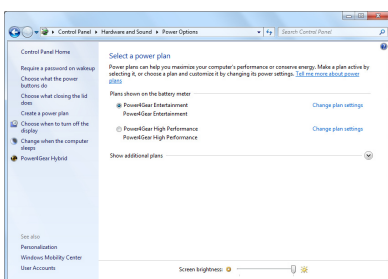 Control Panel ▸ Hardware and Sound ▸ Power Options
Search Control Panel
Control Panel Home
Require a password on wakeup
Choose what the power
buttons do
Choose what closing the lid
does
Create a power plan
Choose when to turn off the
display
Change when the computer
sleeps
Power4Gear Hybrid
See also
Personalization
Windows Mobility Center
User Accounts
Select a power plan
Power plans can help you maximize your computer's performance or conserve energy. Make a plan active by
selecting it, or choose a plan and customize it by changing its power settings. Tell me more about power
plans
Plans shown on the battery meter
Power4Gear Entertainment Change plan settings
Power4Gear Entertainment
Power4Gear High Performance Change plan settings
Power4Gear High Performance
Show additional plans
Screen brightness: